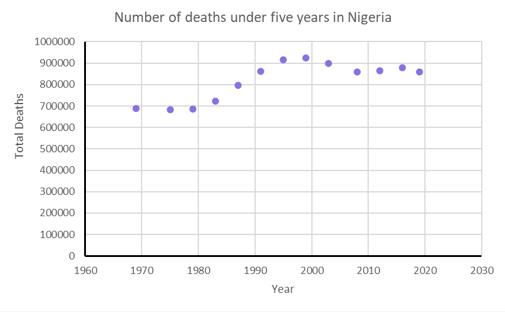 Number of deaths under five years in Nigeria
1000000
900000
800000
700000
600000
500000
400000
300000
200000
100000
0
Total Deaths
1960 1970 1980 1990 2000 2010 2020 2030
Year